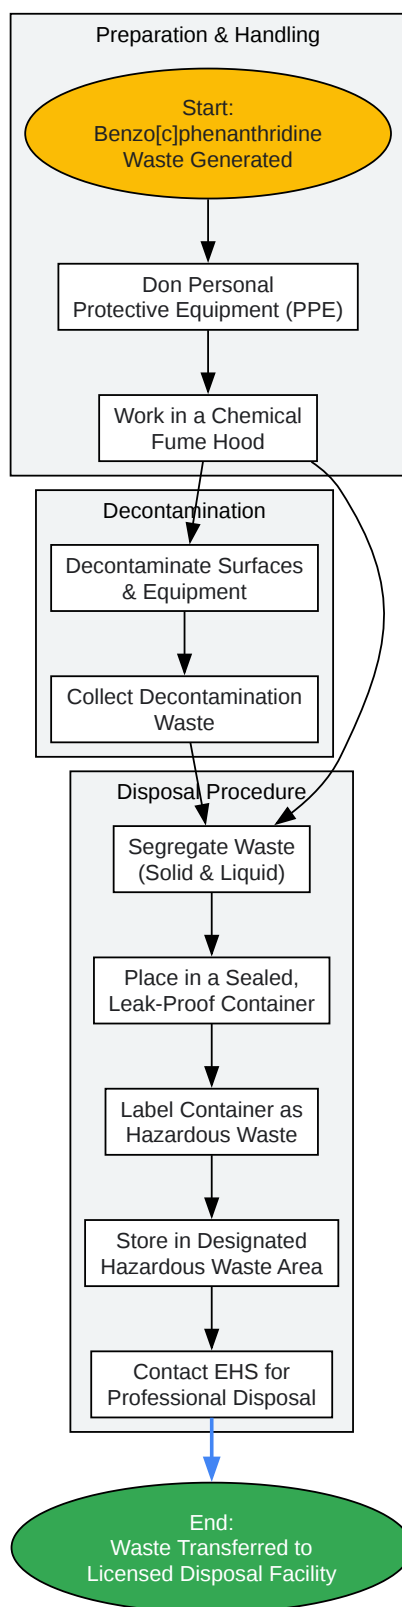 Preparation & Handling
Start:
Benzo[c]phenanthridine
Waste Generated
Don Personal
Protective Equipment (PPE)
Work in a Chemical
Fume Hood
Decontamination
Decontaminate Surfaces
& Equipment
Collect Decontamination
Waste
Disposal Procedure
Segregate Waste
(Solid & Liquid)
Place in a Sealed,
Leak-Proof Container
Label Container as
Hazardous Waste
Store in Designated
Hazardous Waste Area
Contact EHS for
Professional Disposal
End:
Waste Transferred to
Licensed Disposal Facility